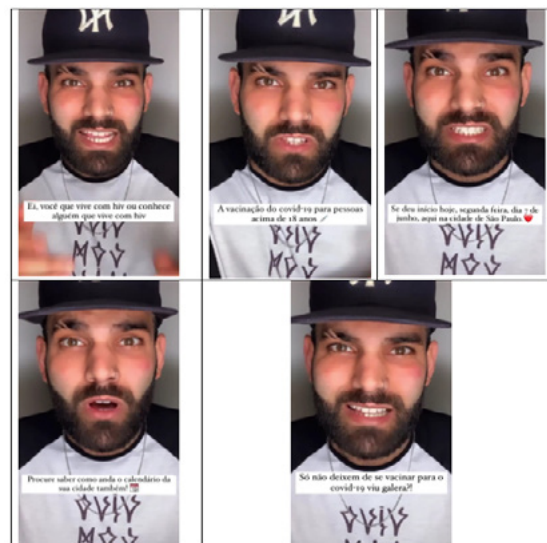 Ei, você que vive com hiv ou conhece
alguém que vive com hiv
A vacinação do covid-19 para pessoas
acima de 18 anos
Se deu início hoje, segunda feira, dia 7 de
junho, aqui na cidade de São Paulo
Procure saber como anda o calendário da
sua cidade também!
Só não deixem de se vacinar para o
covid-19 viu galera?!